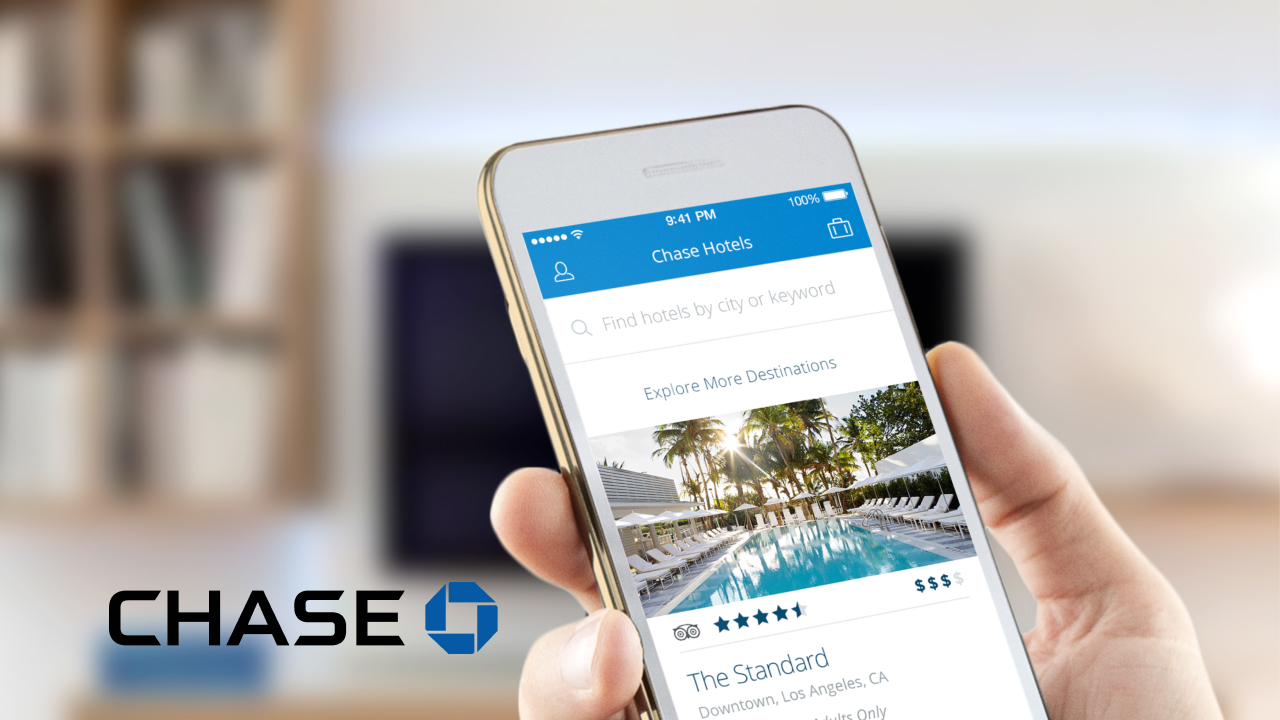 9:41 PM
100%
Chase Hotels
Find hotels by city or keyword
Explore More Destinations
$$$$
The Standard
Downtown, Los Angeles, CA
Adults Only
CHASE